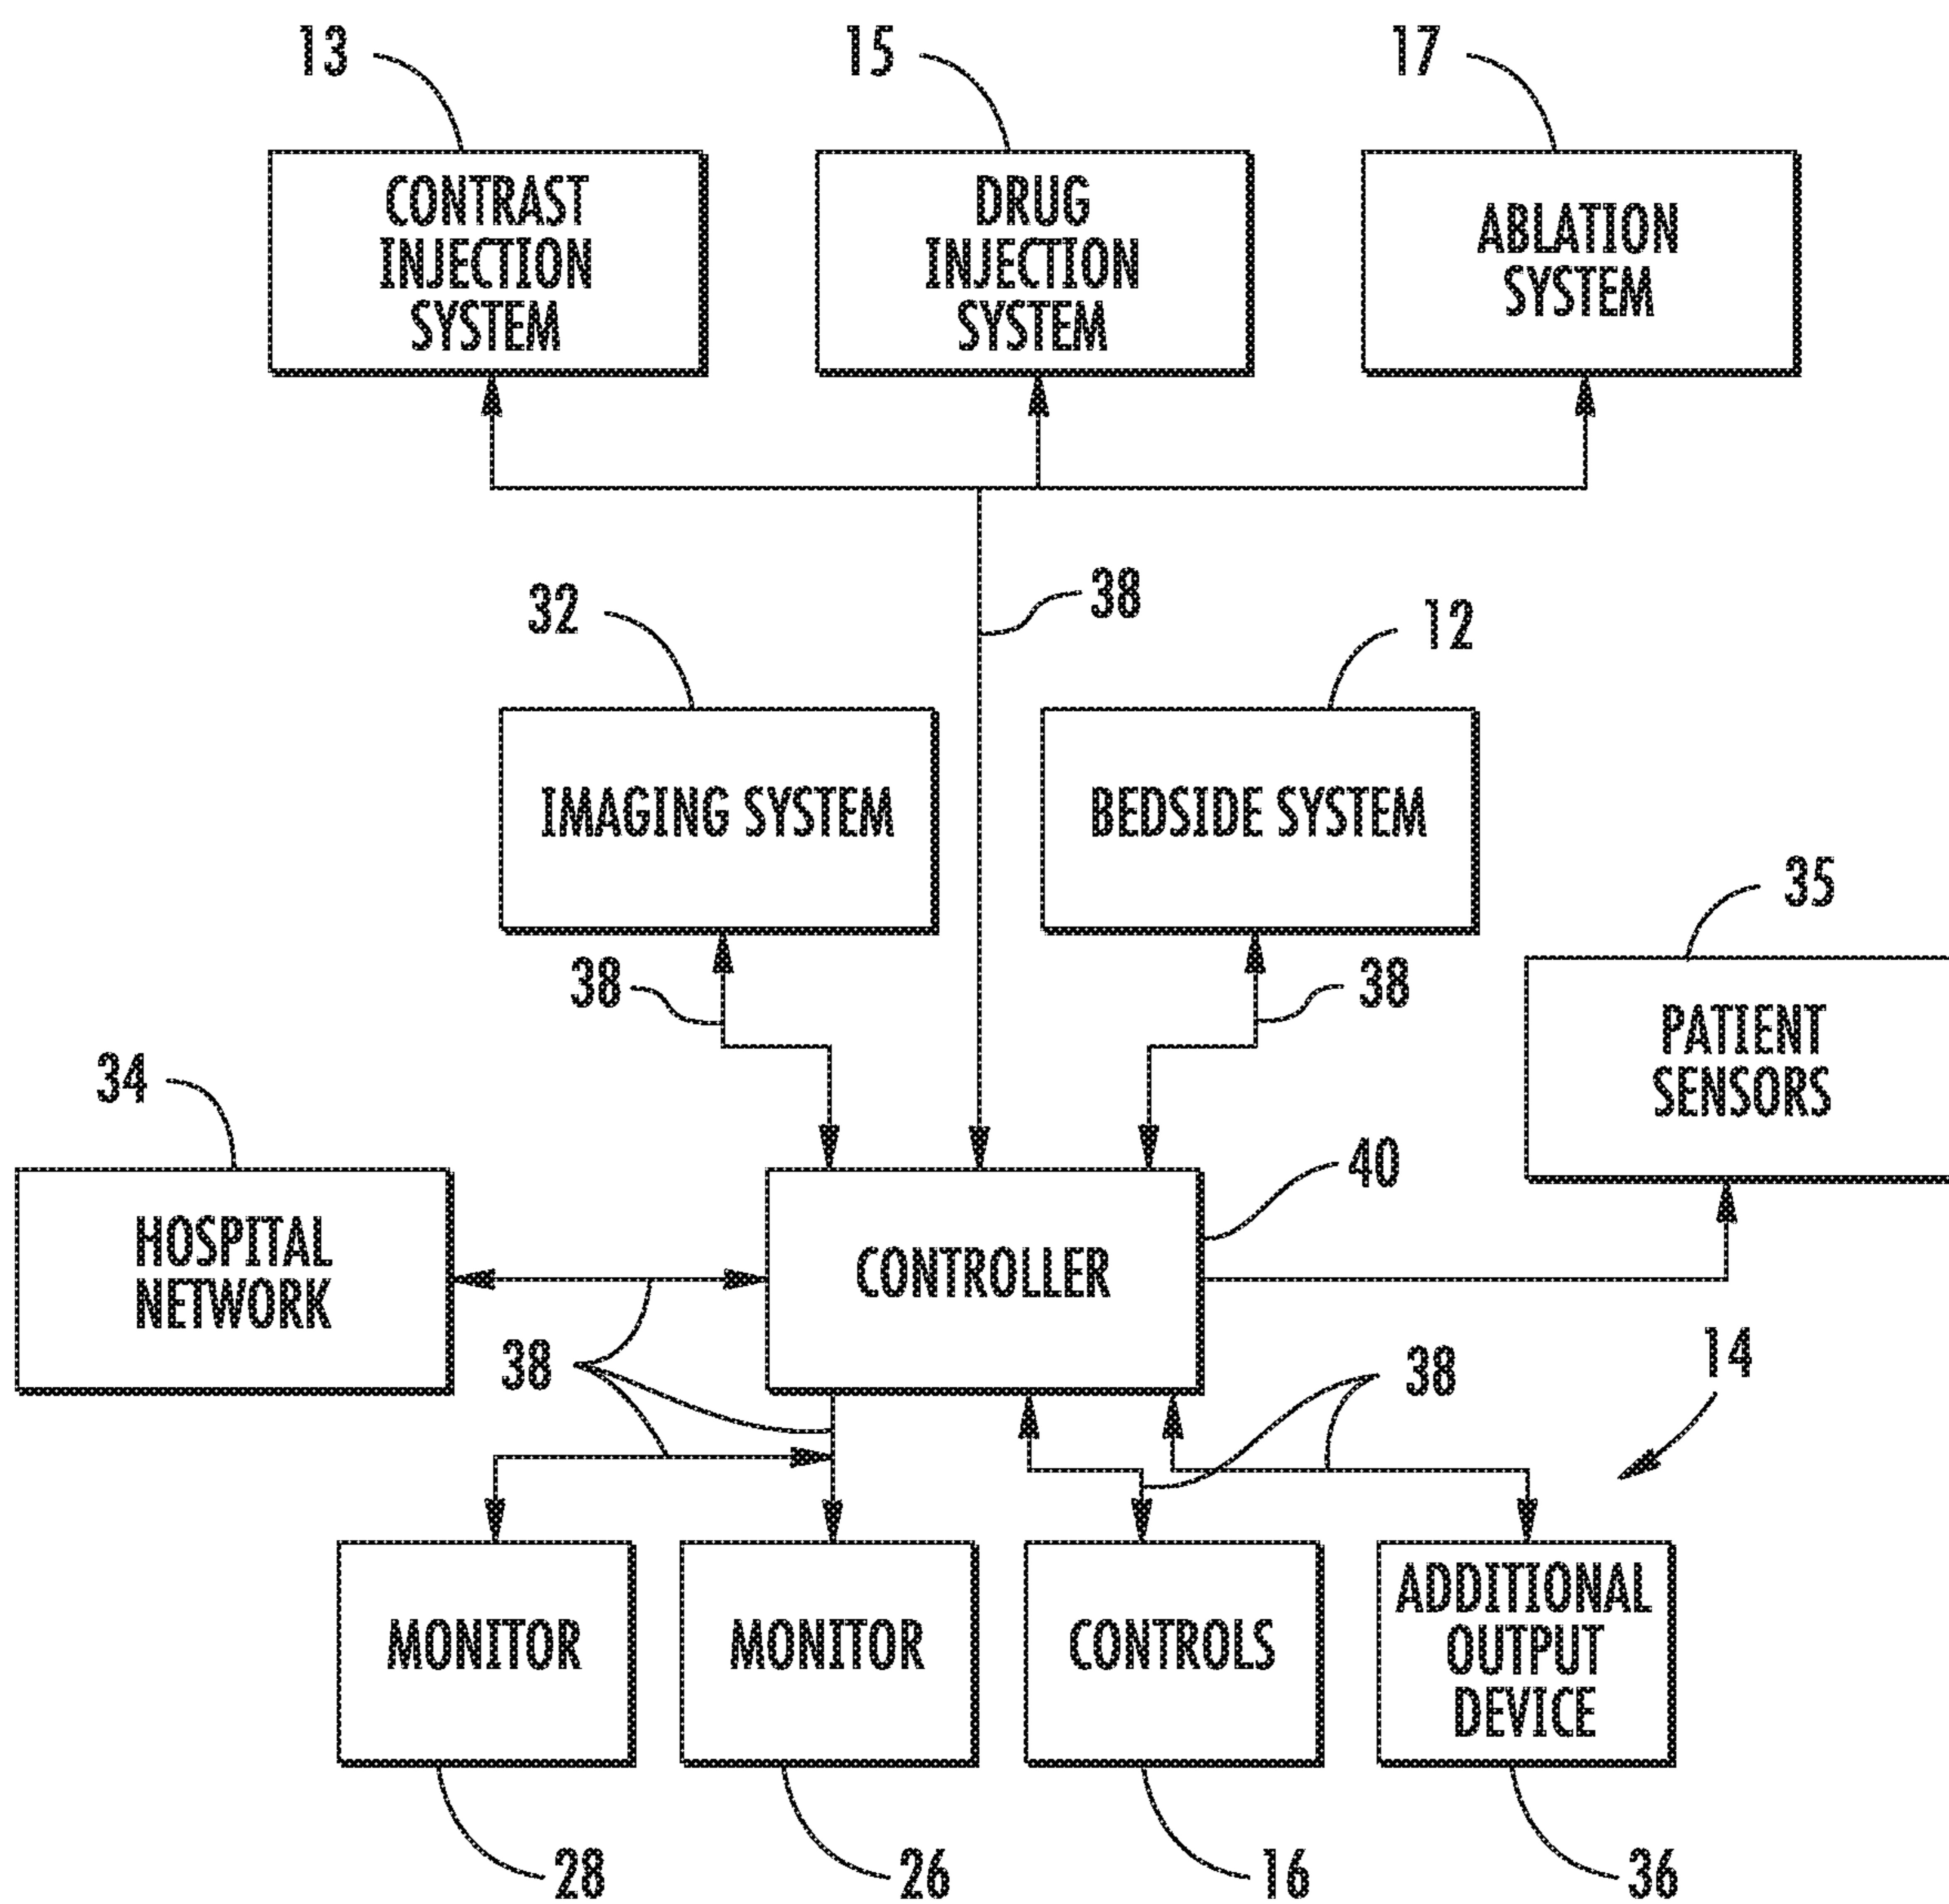 13
15
17
CONTRAST
INJECTION
SYSTEM
DRUG
INJECTION
SYSTEM
ABLATION
SYSTEM
38
32
12
IMAGING SYSTEM
BEDSIDE SYSTEM
35
38
38
PATIENT
SENSORS
34
40
HOSPITAL
NETWORK
CONTROLLER
38
38
14
MONITOR
MONITOR
CONTROLS
ADDITIONAL
OUTPUT
DEVICE
28
26
16
36